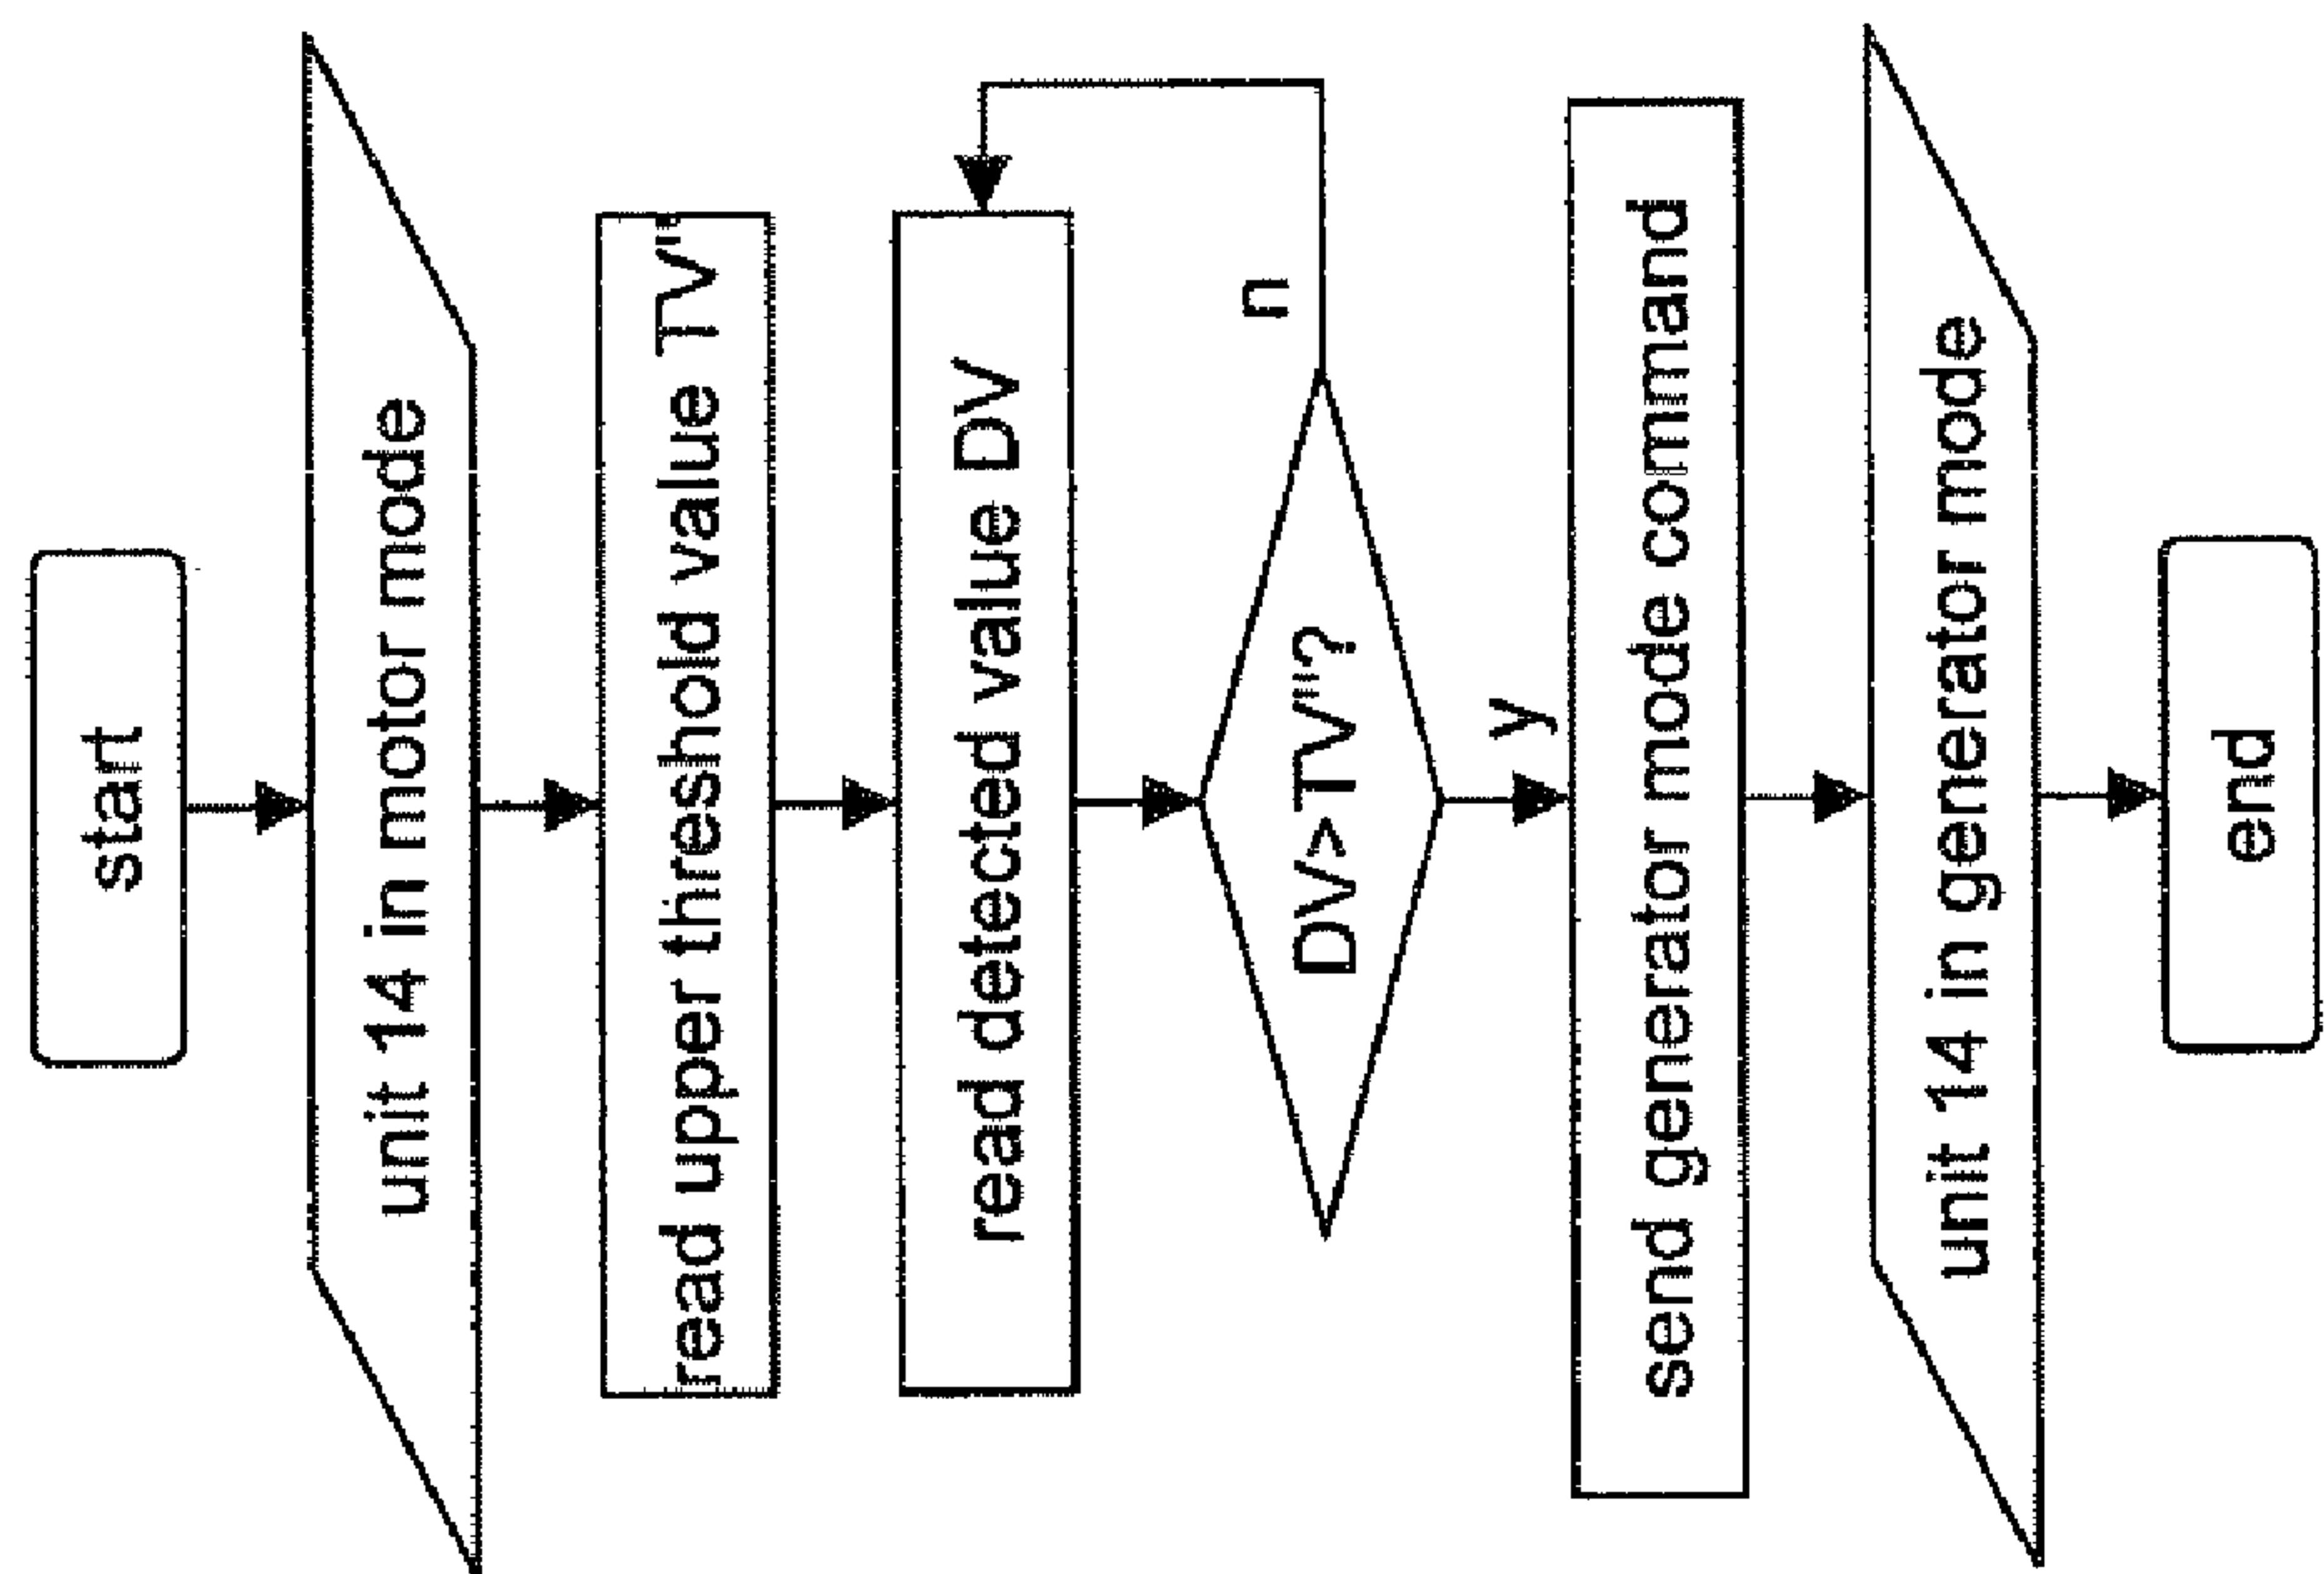 start
unit 14 in motor mode
read upper threshold value TV'''
read detected value DV
DV>TV'''?
n
y
send generator mode command
unit 14 in generator mode
end